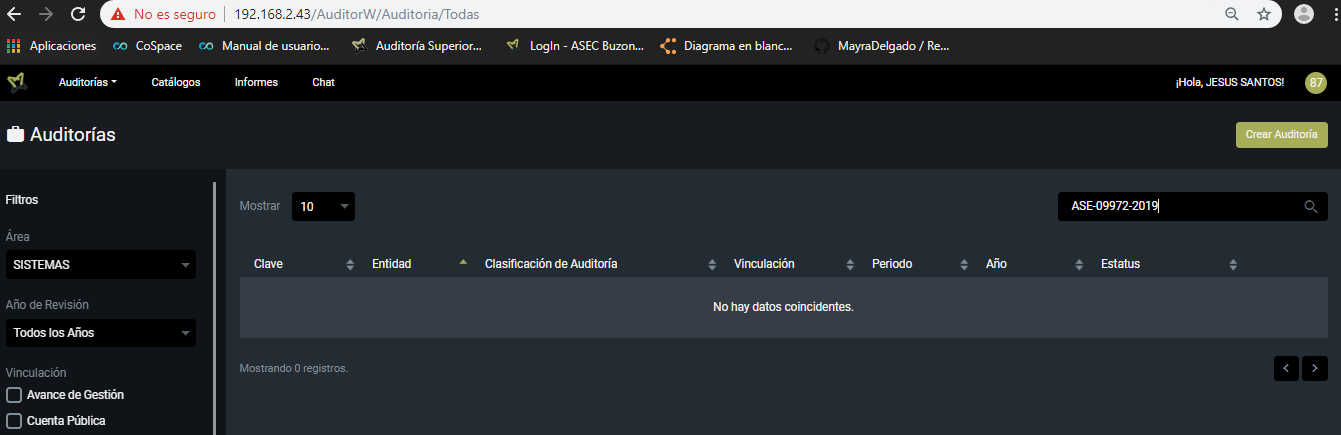 No es seguro | 192.168.2.43/AuditorW/Auditoria/Todas
Aplicaciones CoSpace Manual de usuario... Auditoría Superior... LogIn - ASEC Buzon... Diagrama en blanc... MayraDelgado / Re...
Auditorías Catálogos Informes Chat ¡Hola, JESUS SANTOS! 87
Auditorías Crear Auditoría
Filtros
Área
SISTEMAS
Año de Revisión
Todos los Años
Vinculación
Avance de Gestión
Cuenta Pública
Mostrar 10 ASE-09972-2019
Clave Entidad Clasificación de Auditoría Vinculación Periodo Año Estatus
No hay datos coincidentes.
Mostrando 0 registros.